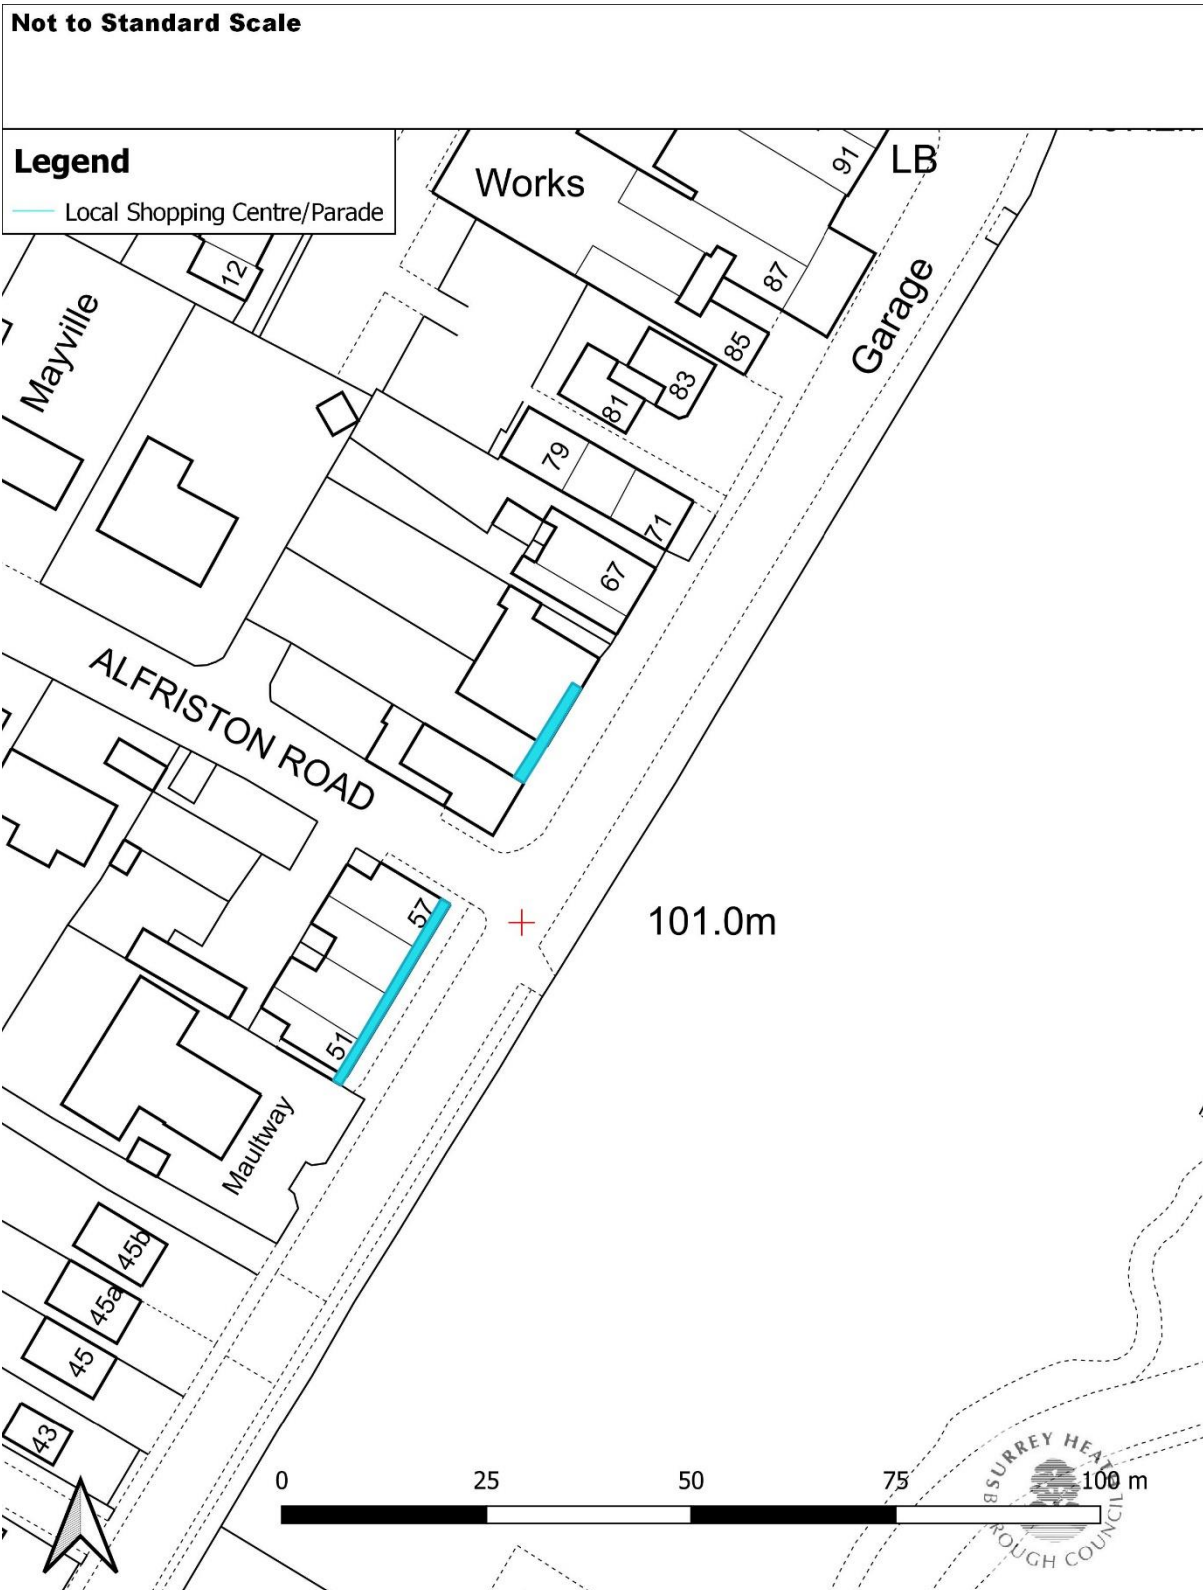 Not to Standard Scale
Legend
Local Shopping Centre/Parade
Works
91
LB
12
87
Garage
Mayville
85
83
81
79
71
67
ALFRISTON ROAD
57
101.0m
51
Maultway
45b
45a
45
43
0 25 50 75 100 m
SURREY HEATH
BOROUGH COUNCIL